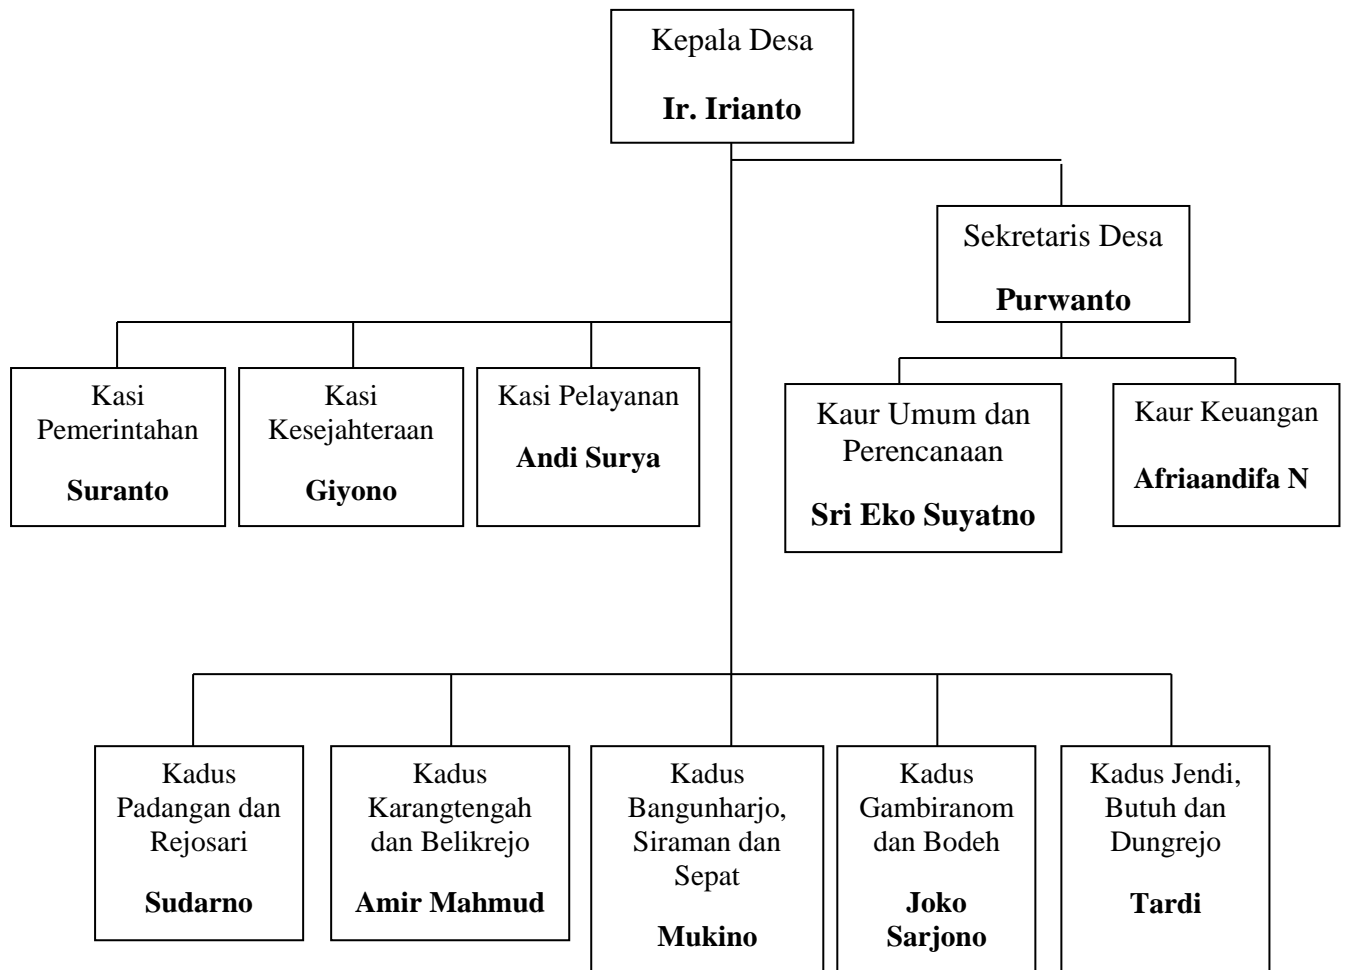 Kepala Desa
Ir. Irianto
Sekretaris Desa
Purwanto
Kasi
Pemerintahan
Suranto
Kasi
Kesejahteraan
Giyono
Kasi Pelayanan
Andi Surya
Kaur Umum dan
Perencanaan
Sri Eko Suyatno
Kaur Keuangan
Afriaandifa N
Kadus
Padangan dan
Rejosari
Sudarno
Kadus
Karangtengah
dan Belikrejo
Amir Mahmud
Kadus
Bangunharjo,
Siraman dan
Sepat
Mukino
Kadus
Gambiranom
dan Bodeh
Joko
Sarjono
Kadus Jendi,
Butuh dan
Dungrejo
Tardi